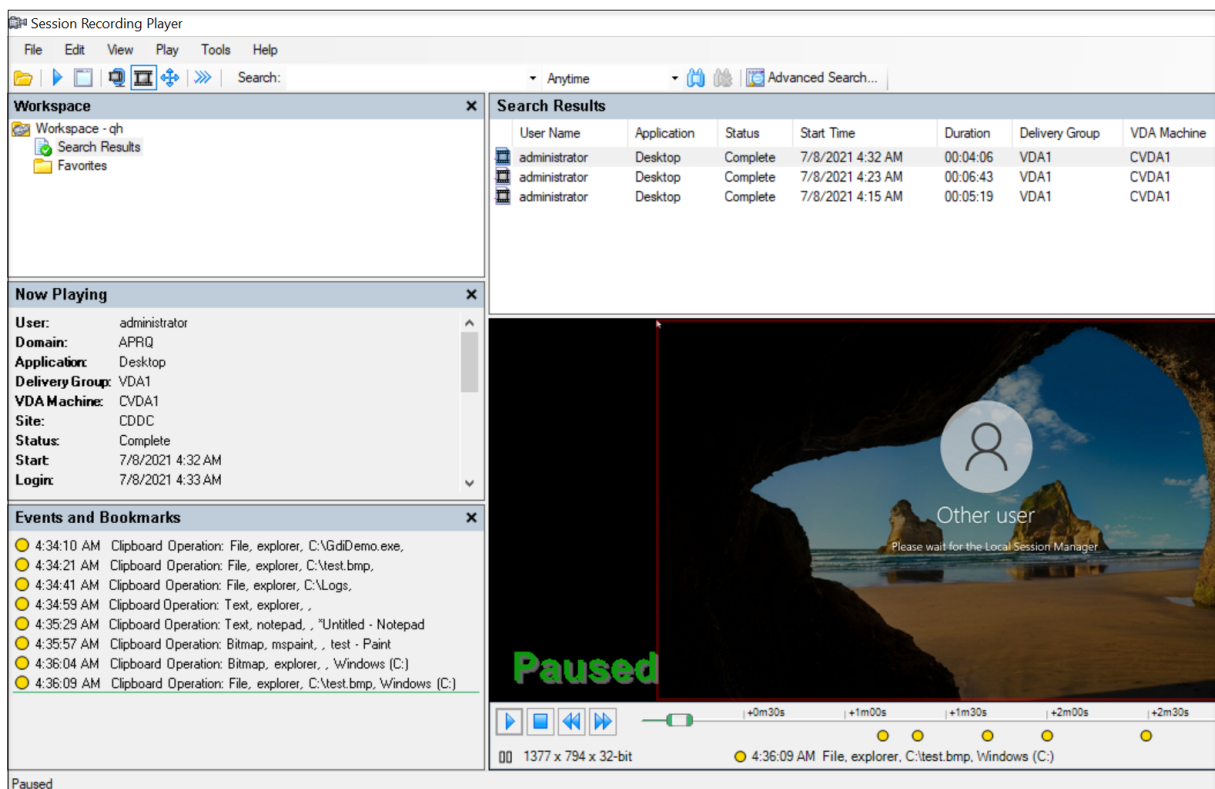 Session Recording Player
File Edit View Play Tools Help
Search: Anytime Advanced Search...
Workspace
Workspace - qh
Search Results
Favorites
Search Results
User Name Application Status Start Time Duration Delivery Group VDA Machine
administrator Desktop Complete 7/8/2021 4:32 AM 00:04:06 VDA1 CVDA1
administrator Desktop Complete 7/8/2021 4:23 AM 00:06:43 VDA1 CVDA1
administrator Desktop Complete 7/8/2021 4:15 AM 00:05:19 VDA1 CVDA1
Now Playing
User: administrator
Domain: APRQ
Application: Desktop
Delivery Group: VDA1
VDA Machine: CVDA1
Site: CDDC
Status: Complete
Start: 7/8/2021 4:32 AM
Login: 7/8/2021 4:33 AM
Events and Bookmarks
4:34:10 AM Clipboard Operation: File, explorer, C:\GdiDemo.exe,
4:34:21 AM Clipboard Operation: File, explorer, C:\test.bmp,
4:34:41 AM Clipboard Operation: File, explorer, C:\Logs,
4:34:59 AM Clipboard Operation: Text, explorer, ,
4:35:29 AM Clipboard Operation: Text, notepad, , *Untitled - Notepad
4:35:57 AM Clipboard Operation: Bitmap, mspaint, , test - Paint
4:36:04 AM Clipboard Operation: Bitmap, explorer, , Windows (C:)
4:36:09 AM Clipboard Operation: File, explorer, C:\test.bmp, Windows (C:)
Other user
Please wait for the Local Session Manager
Paused
+0m30s +1m00s +1m30s +2m00s +2m30s
1377 x 794 x 32-bit
4:36:09 AM File, explorer, C:\test.bmp, Windows (C:)
Paused